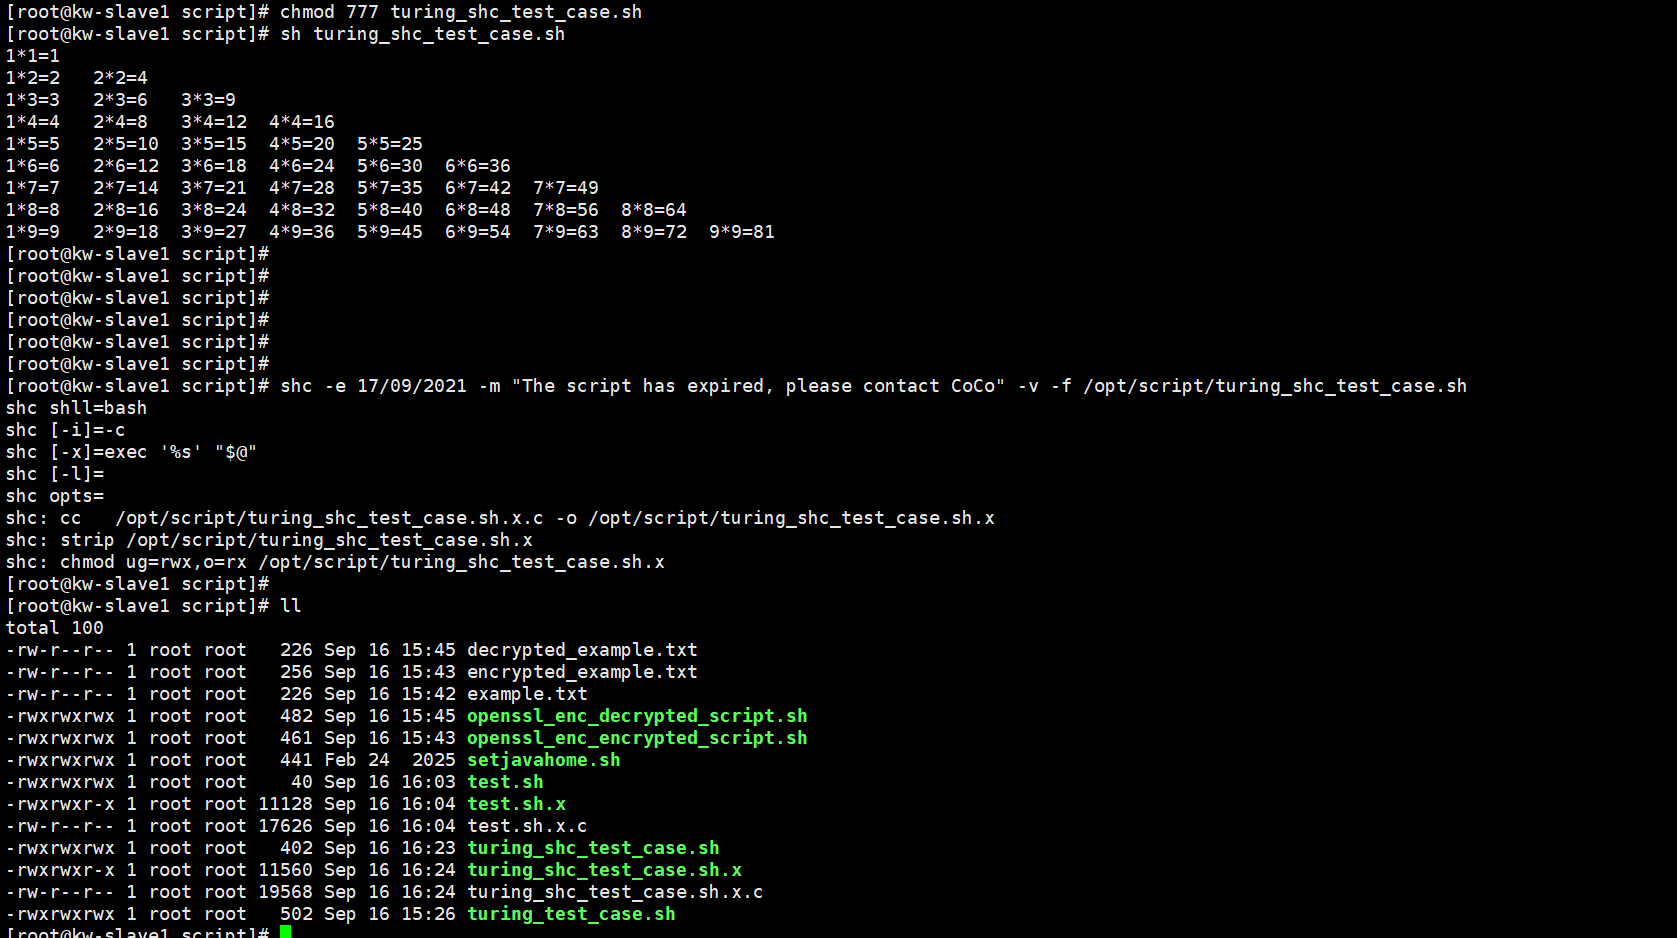 [root@kw-slave1 script]# chmod 777 turing_shc_test_case.sh
[root@kw-slave1 script]# sh turing_shc_test_case.sh
1*1=1
1*2=2   2*2=4
1*3=3   2*3=6   3*3=9
1*4=4   2*4=8   3*4=12  4*4=16
1*5=5   2*5=10  3*5=15  4*5=20  5*5=25
1*6=6   2*6=12  3*6=18  4*6=24  5*6=30  6*6=36
1*7=7   2*7=14  3*7=21  4*7=28  5*7=35  6*7=42  7*7=49
1*8=8   2*8=16  3*8=24  4*8=32  5*8=40  6*8=48  7*8=56  8*8=64
1*9=9   2*9=18  3*9=27  4*9=36  5*9=45  6*9=54  7*9=63  8*9=72  9*9=81
[root@kw-slave1 script]#
[root@kw-slave1 script]#
[root@kw-slave1 script]#
[root@kw-slave1 script]#
[root@kw-slave1 script]#
[root@kw-slave1 script]#
[root@kw-slave1 script]# shc -e 17/09/2021 -m "The script has expired, please contact CoCo" -v -f /opt/script/turing_shc_test_case.sh
shc shll=bash
shc [-i]=-c
shc [-x]=exec '%s' "$@"
shc [-l]=
shc opts=
shc: cc   /opt/script/turing_shc_test_case.sh.x.c -o /opt/script/turing_shc_test_case.sh.x
shc: strip /opt/script/turing_shc_test_case.sh.x
shc: chmod ug=rwx,o=rx /opt/script/turing_shc_test_case.sh.x
[root@kw-slave1 script]#
[root@kw-slave1 script]# ll
total 100
-rw-r--r-- 1 root root   226 Sep 16 15:45 decrypted_example.txt
-rw-r--r-- 1 root root   256 Sep 16 15:43 encrypted_example.txt
-rw-r--r-- 1 root root   226 Sep 16 15:42 example.txt
-rwxrwxrwx 1 root root   482 Sep 16 15:45 openssl_enc_decrypted_script.sh
-rwxrwxrwx 1 root root   461 Sep 16 15:43 openssl_enc_encrypted_script.sh
-rwxrwxrwx 1 root root   441 Feb 24  2025 setjavahome.sh
-rwxrwxrwx 1 root root    40 Sep 16 16:03 test.sh
-rwxrwxr-x 1 root root 11128 Sep 16 16:04 test.sh.x
-rw-r--r-- 1 root root 17626 Sep 16 16:04 test.sh.x.c
-rwxrwxrwx 1 root root   402 Sep 16 16:23 turing_shc_test_case.sh
-rwxrwxr-x 1 root root 11560 Sep 16 16:24 turing_shc_test_case.sh.x
-rw-r--r-- 1 root root 19568 Sep 16 16:24 turing_shc_test_case.sh.x.c
-rwxrwxrwx 1 root root   502 Sep 16 15:26 turing_test_case.sh
[root@kw-slave1 script]#